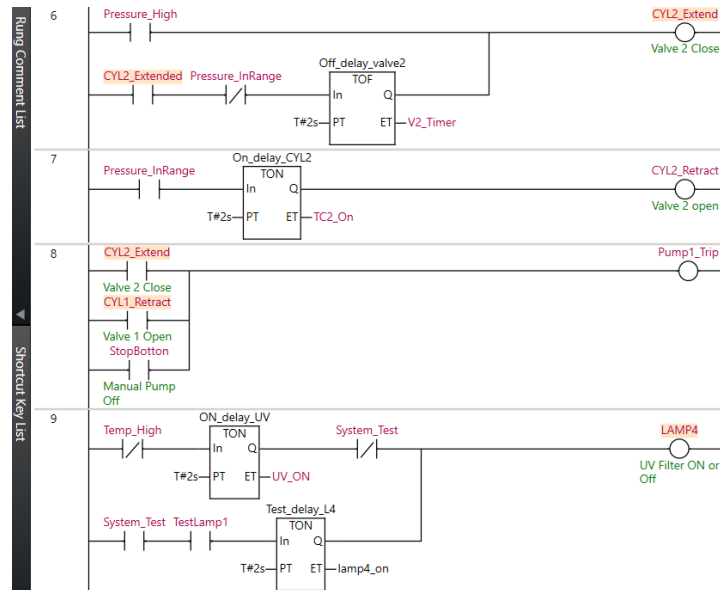 Rung Comment List
Shortcut Key List
6
Pressure_High
CYL2_Extend
Valve 2 Close
CYL2_Extended Pressure_InRange
Off_delay_valve2
TOF
In Q
T#2s PT ET V2_Timer
7
Pressure_InRange
On_delay_CYL2
TON
In Q
T#2s PT ET TC2_On
CYL2_Retract
Valve 2 open
8
CYL2_Extend
Valve 2 Close
CYL1_Retract
Valve 1 Open
StopBotton
Manual Pump
Off
Pump1_Trip
9
Temp_High
ON_delay_UV
TON
In Q
T#2s PT ET UV_ON
System_Test
LAMP4
UV Filter ON or
Off
System_Test TestLamp1
Test_delay_L4
TON
In Q
T#2s PT ET lamp4_on